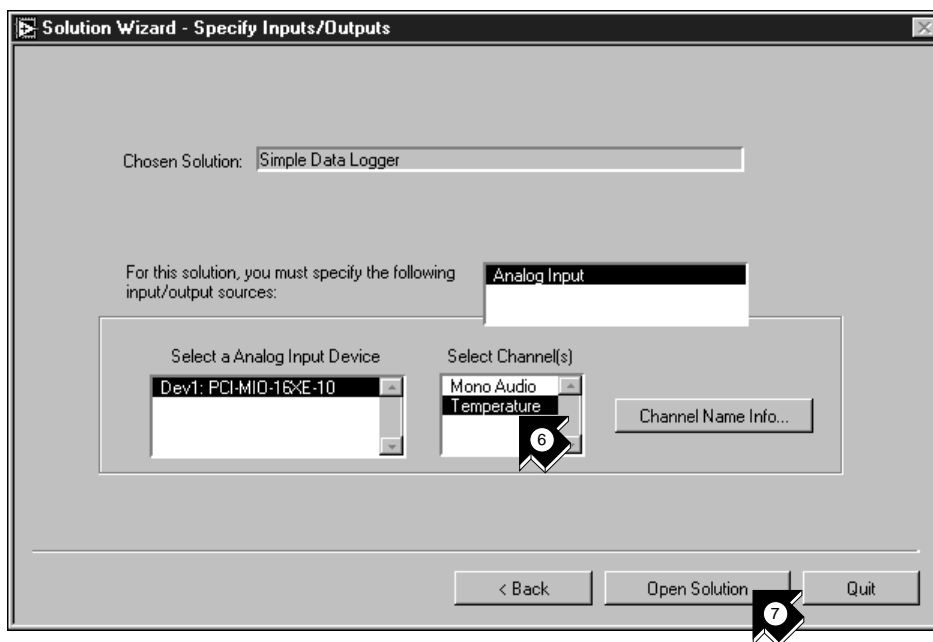 Solution Wizard - Specify Inputs/Outputs
Chosen Solution: Simple Data Logger
For this solution, you must specify the following
input/output sources:
Analog Input
Select a Analog Input Device
Dev1: PCI-MIO-16XE-10
Select Channel(s)
Mono Audio
Temperature
6
Channel Name Info...
< Back
Open Solution
7
Quit